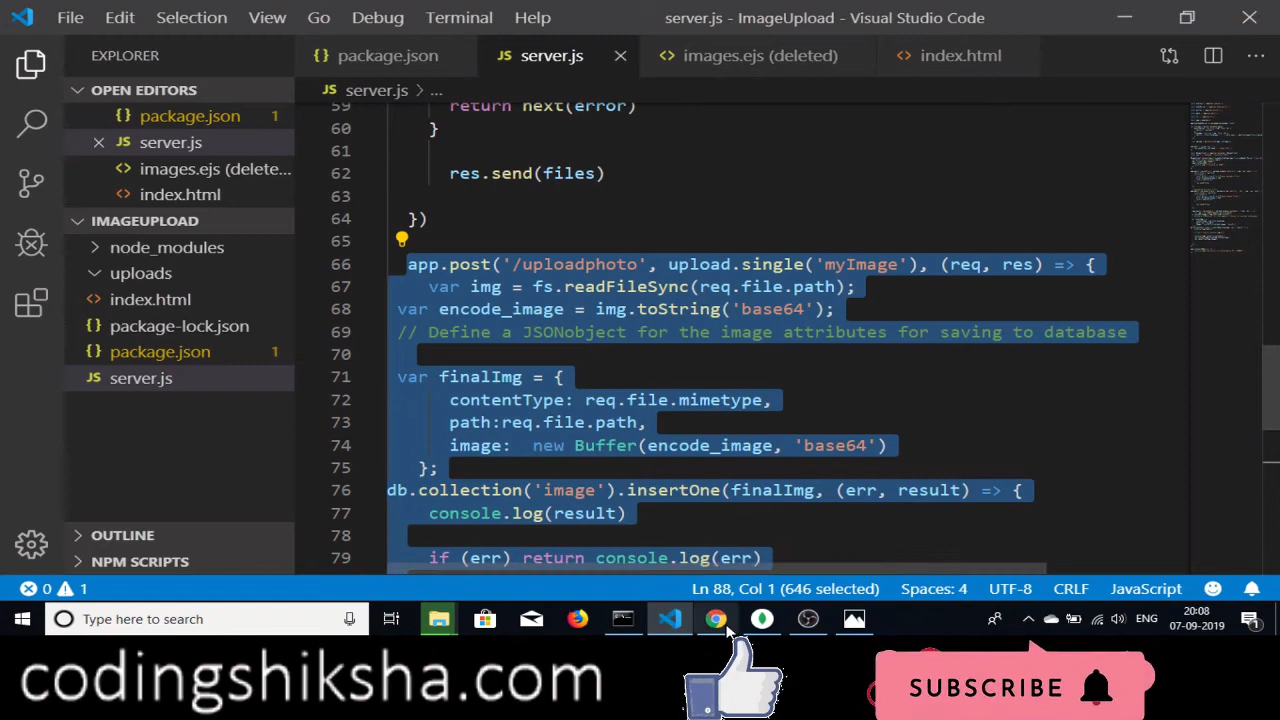 File Edit Selection View Go Debug Terminal Help server.js - ImageUpload - Visual Studio Code
EXPLORER
OPEN EDITORS
{} package.json 1
JS server.js
<> images.ejs (delete...
<> index.html
IMAGEUPLOAD
node_modules
uploads
<> index.html
{} package-lock.json
{} package.json 1
JS server.js
OUTLINE
NPM SCRIPTS
{} package.json JS server.js <> images.ejs (deleted) <> index.html
JS server.js > ...
59 return next(error)
60 }
61
62 res.send(files)
63
64 })
65
66 app.post('/uploadphoto', upload.single('myImage'), (req, res) => {
67 var img = fs.readFileSync(req.file.path);
68 var encode_image = img.toString('base64');
69 // Define a JSONobject for the image attributes for saving to database
70
71 var finalImg = {
72 contentType: req.file.mimetype,
73 path:req.file.path,
74 image: new Buffer(encode_image, 'base64')
75 };
76 db.collection('image').insertOne(finalImg, (err, result) => {
77 console.log(result)
78
79 if (err) return console.log(err)
0 1 Ln 88, Col 1 (646 selected) Spaces: 4 UTF-8 CRLF JavaScript
Type here to search ENG 20:08
07-09-2019 1
codingshiksha.com SUBSCRIBE